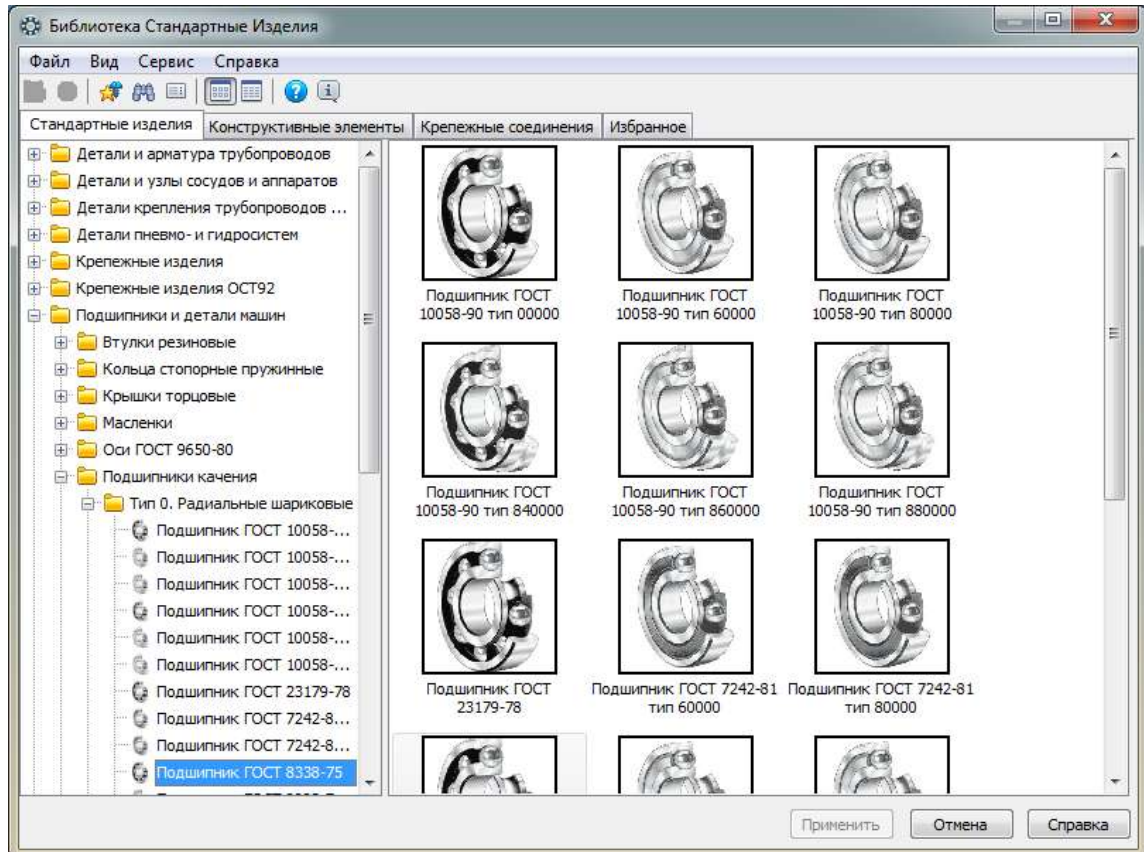 Библиотека Стандартные Изделия
Файл Вид Сервис Справка
Стандартные изделия Конструктивные элементы Крепежные соединения Избранное
Детали и арматура трубопроводов
Детали и узлы сосудов и аппаратов
Детали крепления трубопроводов ...
Детали пневмо- и гидросистем
Крепежные изделия
Крепежные изделия ОСТ92
Подшипники и детали машин
Втулки резиновые
Кольца стопорные пружинные
Крышки торцовые
Масленки
Оси ГОСТ 9650-80
Подшипники качения
Тип 0. Радиальные шариковые
Подшипник ГОСТ 10058-...
Подшипник ГОСТ 10058-...
Подшипник ГОСТ 10058-...
Подшипник ГОСТ 10058-...
Подшипник ГОСТ 10058-...
Подшипник ГОСТ 10058-...
Подшипник ГОСТ 23179-78
Подшипник ГОСТ 7242-8...
Подшипник ГОСТ 7242-8...
Подшипник ГОСТ 8338-75
Подшипник ГОСТ
10058-90 тип 00000
Подшипник ГОСТ
10058-90 тип 60000
Подшипник ГОСТ
10058-90 тип 80000
Подшипник ГОСТ
10058-90 тип 840000
Подшипник ГОСТ
10058-90 тип 860000
Подшипник ГОСТ
10058-90 тип 880000
Подшипник ГОСТ
23179-78
Подшипник ГОСТ 7242-81
тип 60000
Подшипник ГОСТ 7242-81
тип 80000
Применить Отмена Справка